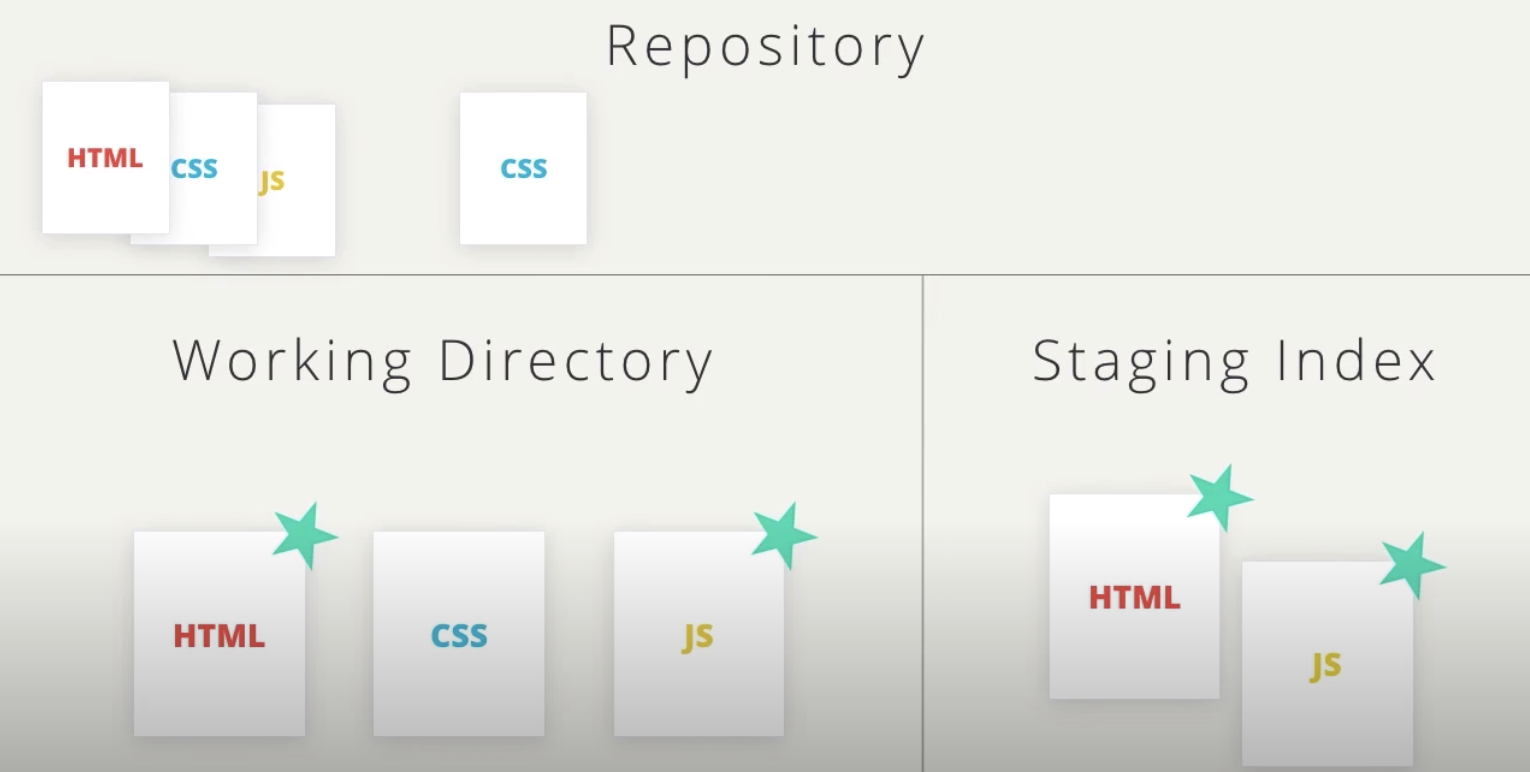 Repository
HTML
CSS
JS
CSS
Working Directory
HTML
CSS
JS
Staging Index
HTML
JS